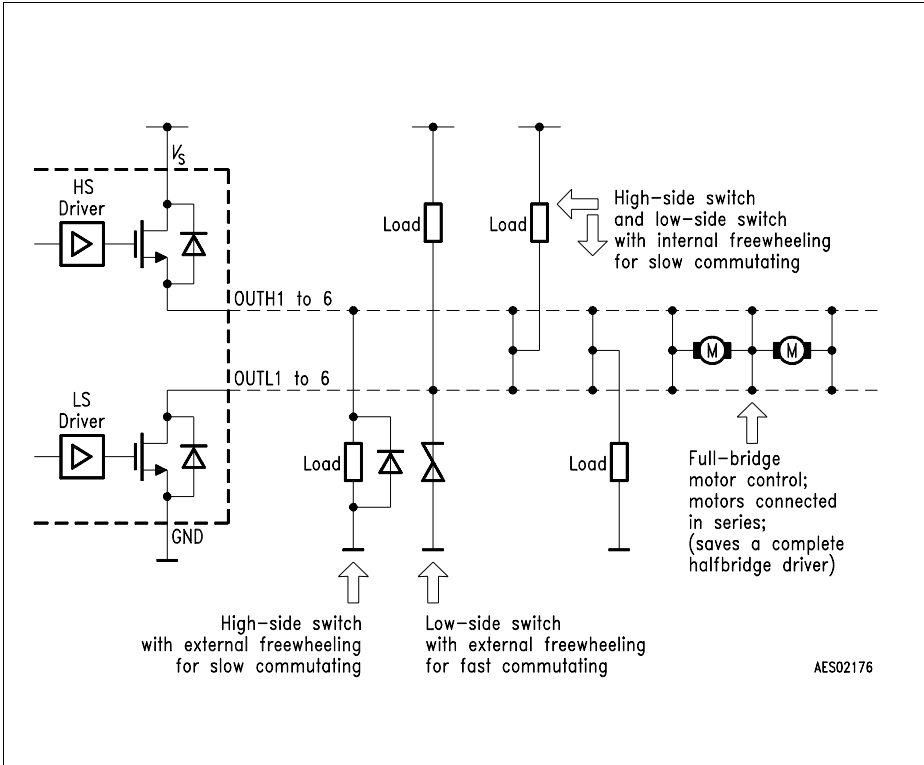 V_S
HS
Driver
Load
Load
High-side switch
and low-side switch
with internal freewheeling
for slow commutating
OUTH1 to 6
M
M
OUTL1 to 6
LS
Driver
Load
Load
GND
Full-bridge
motor control;
motors connected
in series;
(saves a complete
halfbridge driver)
High-side switch
with external freewheeling
for slow commutating
Low-side switch
with external freewheeling
for fast commutating
AES02176